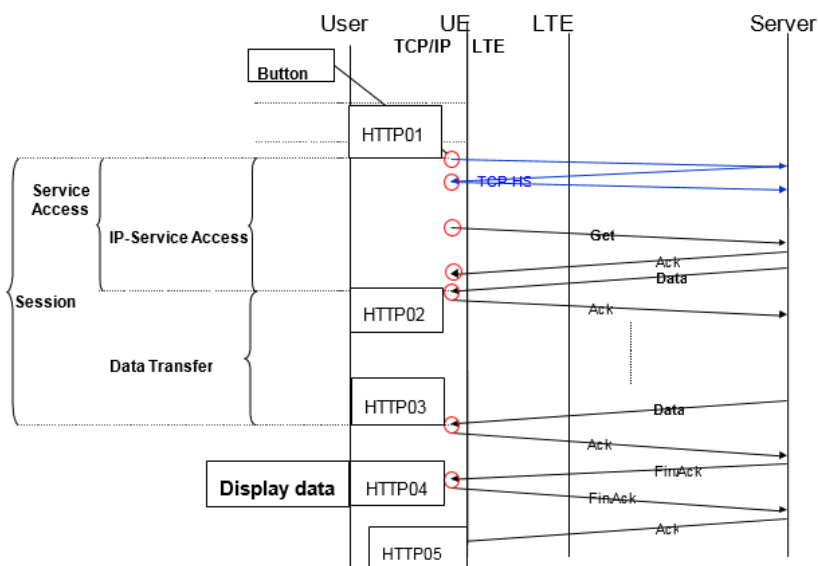 User UE LTE Server
TCP/IP LTE
Button
HTTP01
TCP HS
Service
Access
IP-Service Access
Get
Ack
Data
Session
HTTP02
Ack
Data Transfer
HTTP03
Data
Ack
FinAck
Display data
HTTP04
FinAck
Ack
HTTP05